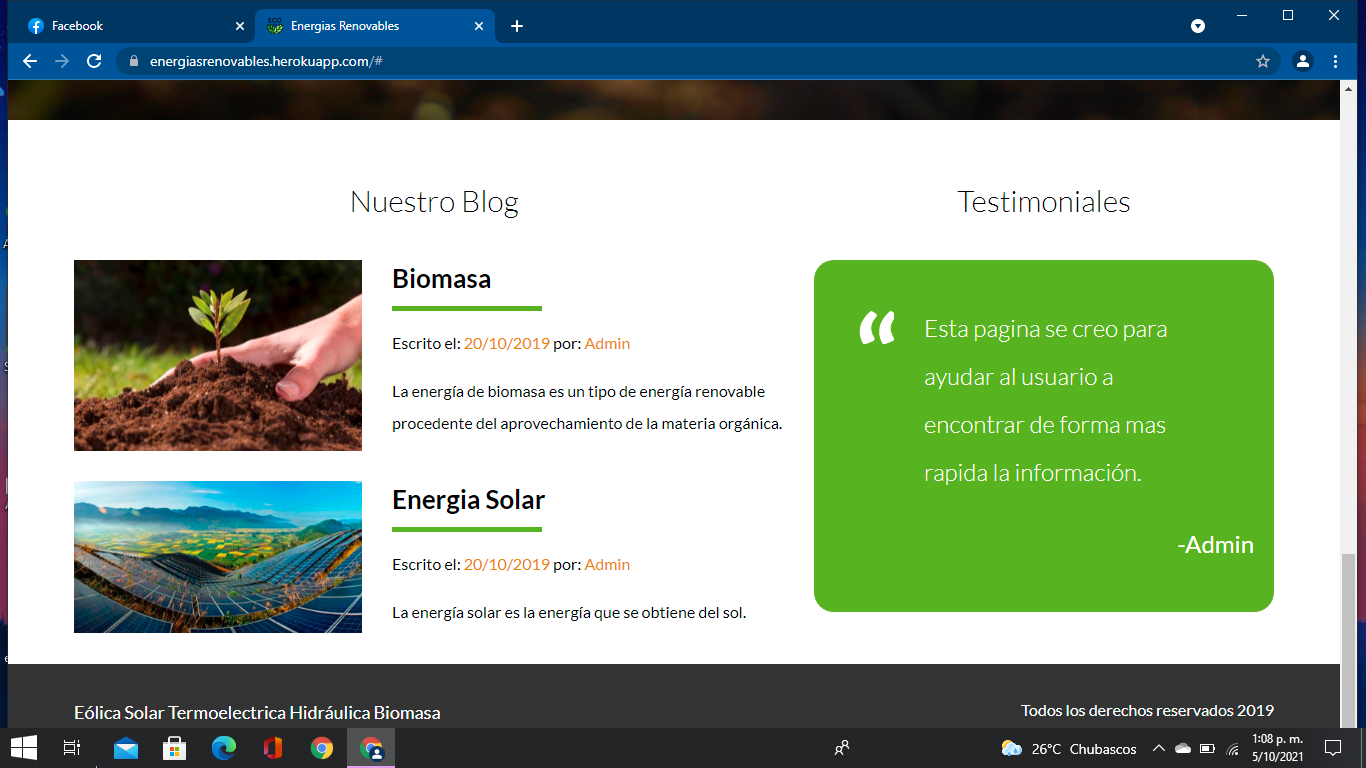 Facebook
Energias Renovables
energiasrenovables.herokuapp.com/#
Nuestro Blog
Biomasa
Escrito el: 20/10/2019 por: Admin
La energía de biomasa es un tipo de energía renovable
procedente del aprovechamiento de la materia orgánica.
Energia Solar
Escrito el: 20/10/2019 por: Admin
La energía solar es la energía que se obtiene del sol.
Testimoniales
“ Esta pagina se creo para
ayudar al usuario a
encontrar de forma mas
rapida la información.
-Admin
Eólica Solar Termoelectrica Hidráulica Biomasa
Todos los derechos reservados 2019
26°C Chubascos
1:08 p. m.
5/10/2021